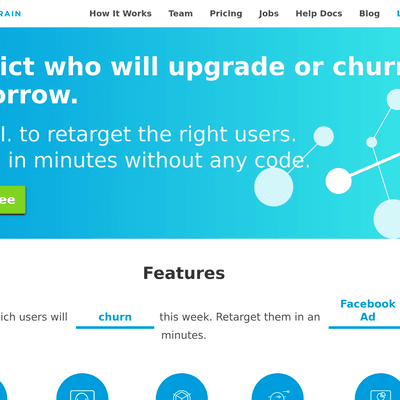 RAIN How It Works Team Pricing Jobs Help Docs Blog
ict who will upgrade or churn
orrow.
I. to retarget the right users.
in minutes without any code.
ee
Features
ich users will churn this week. Retarget them in an Facebook Ad
minutes.